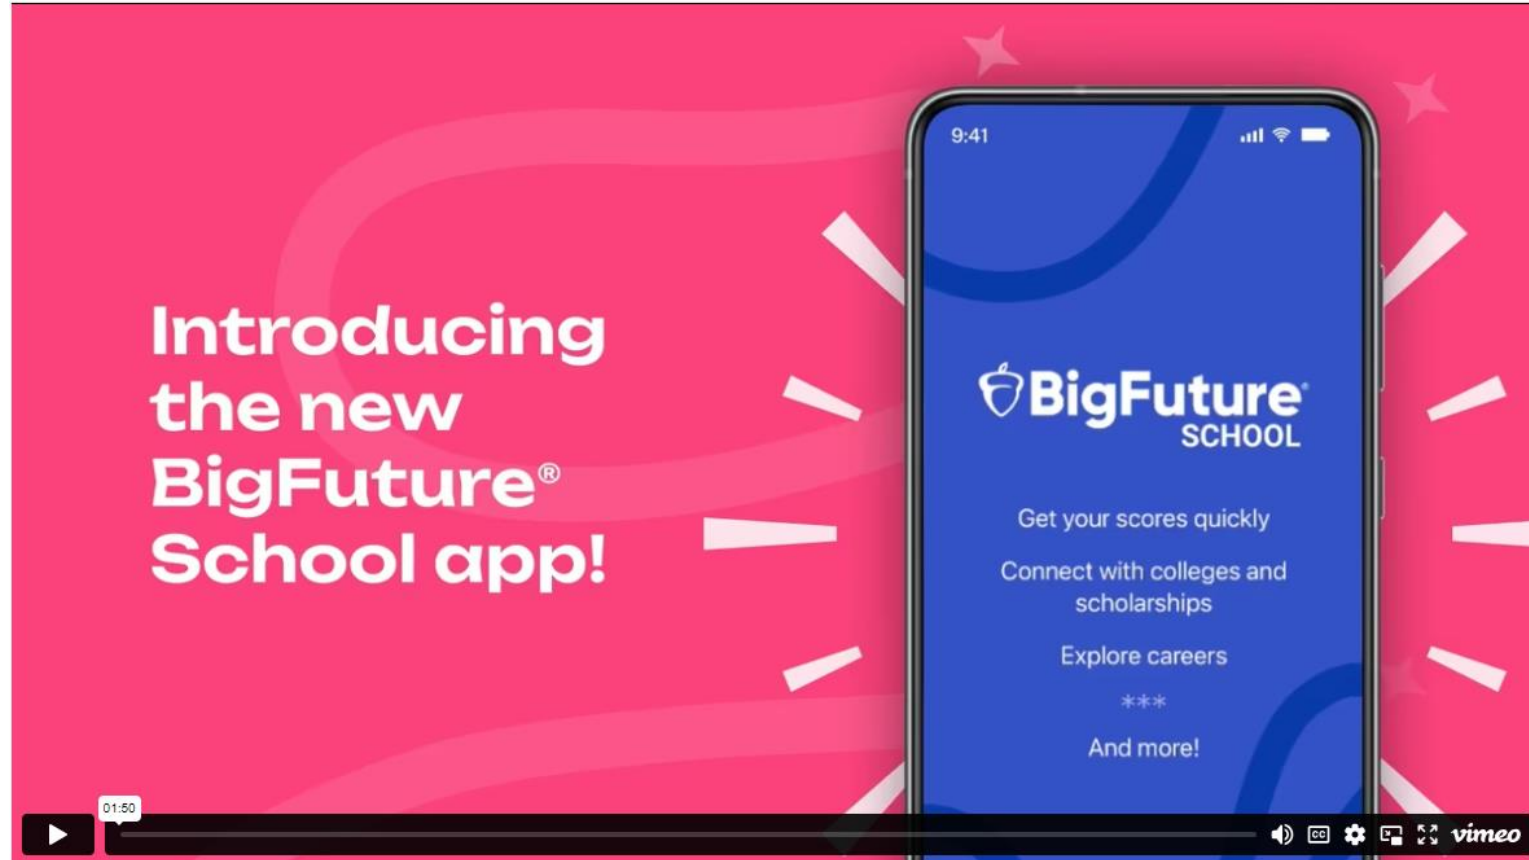 9:41
Introducing
the new
BigFuture®
School app!
BigFuture®
SCHOOL
Get your scores quickly
Connect with colleges and
scholarships
Explore careers
***
And more!
01:50
CC
vimeo